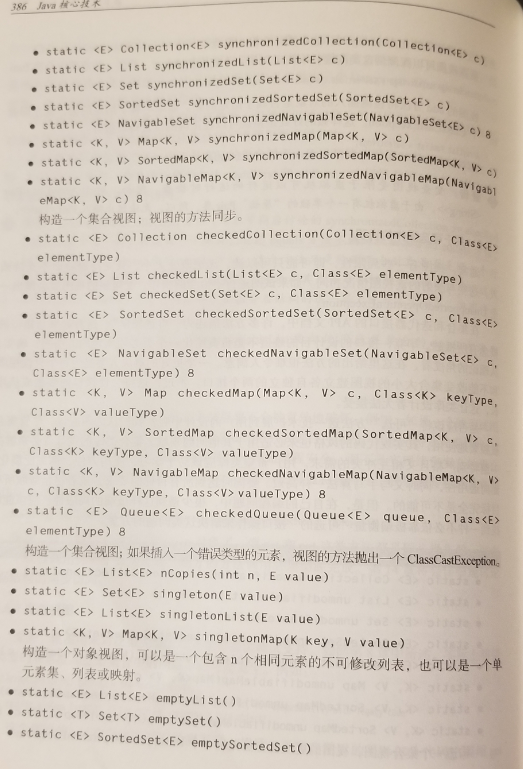 386 Java 核心技术
• static <E> Collection<E> synchronizedCollection(Collection<E> c)
• static <E> List synchronizedList(List<E> c)
• static <E> Set synchronizedSet(Set<E> c)
• static <E> SortedSet synchronizedSortedSet(SortedSet<E> c)
• static <E> NavigableSet synchronizedNavigableSet(NavigableSet<E> c) 8
• static <K, V> Map<K, V> synchronizedMap(Map<K, V> c)
• static <K, V> SortedMap<K, V> synchronizedSortedMap(SortedMap<K, V> c)
• static <K, V> NavigableMap<K, V> synchronizedNavigableMap(Navigabl
eMap<K, V> c) 8
构造一个集合视图；视图的方法同步。
• static <E> Collection checkedCollection(Collection<E> c, Class<E>
elementType)
• static <E> List checkedList(List<E> c, Class<E> elementType)
• static <E> Set checkedSet(Set<E> c, Class<E> elementType)
• static <E> SortedSet checkedSortedSet(SortedSet<E> c, Class<E>
elementType)
• static <E> NavigableSet checkedNavigableSet(NavigableSet<E> c,
Class<E> elementType) 8
• static <K, V> Map checkedMap(Map<K, V> c, Class<K> keyType,
Class<V> valueType)
• static <K, V> SortedMap checkedSortedMap(SortedMap<K, V> c,
Class<K> keyType, Class<V> valueType)
• static <K, V> NavigableMap checkedNavigableMap(NavigableMap<K, V>
c, Class<K> keyType, Class<V> valueType) 8
• static <E> Queue<E> checkedQueue(Queue<E> queue, Class<E>
elementType) 8
构造一个集合视图；如果插入一个错误类型的元素，视图的方法抛出一个 ClassCastException。
• static <E> List<E> nCopies(int n, E value)
• static <E> Set<E> singleton(E value)
• static <E> List<E> singletonList(E value)
• static <K, V> Map<K, V> singletonMap(K key, V value)
构造一个对象视图，可以是一个包含 n 个相同元素的不可修改列表，也可以是一个单
元素集、列表或映射。
• static <E> List<E> emptyList()
• static <T> Set<T> emptySet()
• static <E> SortedSet<E> emptySortedSet()